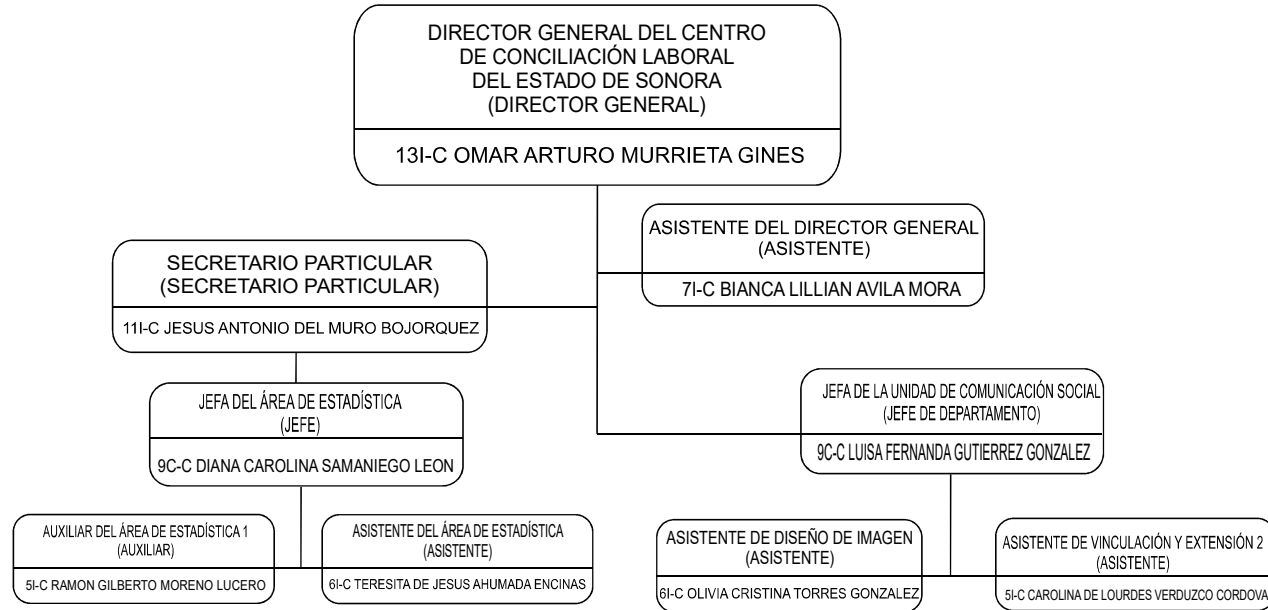 DIRECTOR GENERAL DEL CENTRO
DE CONCILIACIÓN LABORAL
DEL ESTADO DE SONORA
(DIRECTOR GENERAL)
13I-C OMAR ARTURO MURRIETA GINES
ASISTENTE DEL DIRECTOR GENERAL
(ASISTENTE)
7I-C BIANCA LILLIAN AVILA MORA
SECRETARIO PARTICULAR
(SECRETARIO PARTICULAR)
11I-C JESUS ANTONIO DEL MURO BOJORQUEZ
JEFA DEL ÁREA DE ESTADÍSTICA
(JEFE)
9C-C DIANA CAROLINA SAMANIEGO LEON
JEFA DE LA UNIDAD DE COMUNICACIÓN SOCIAL
(JEFE DE DEPARTAMENTO)
9C-C LUISA FERNANDA GUTIERREZ GONZALEZ
AUXILIAR DEL ÁREA DE ESTADÍSTICA 1
(AUXILIAR)
5I-C RAMON GILBERTO MORENO LUCERO
ASISTENTE DEL ÁREA DE ESTADÍSTICA
(ASISTENTE)
6I-C TERESITA DE JESUS AHUMADA ENCINAS
ASISTENTE DE DISEÑO DE IMAGEN
(ASISTENTE)
6I-C OLIVIA CRISTINA TORRES GONZALEZ
ASISTENTE DE VINCULACIÓN Y EXTENSIÓN 2
(ASISTENTE)
5I-C CAROLINA DE LOURDES VERDUZCO CORDOVA